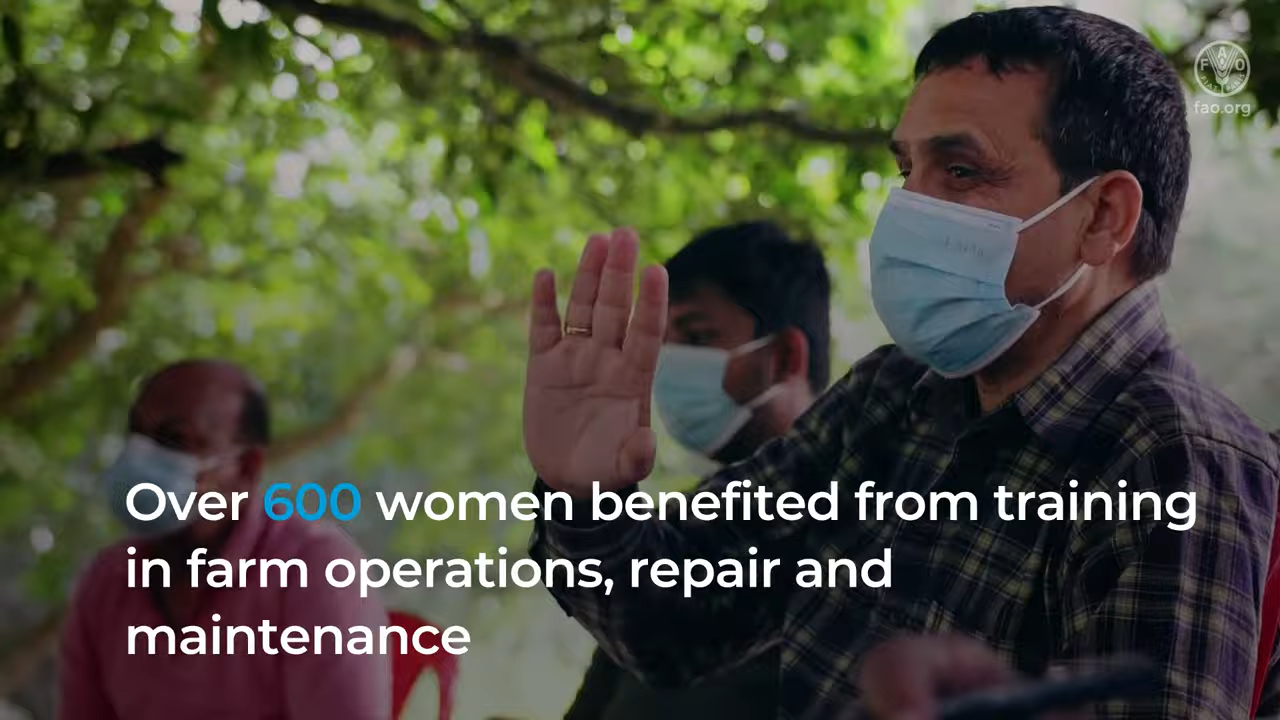 F A O
fao.org
Over 600 women benefited from training
in farm operations, repair and
maintenance